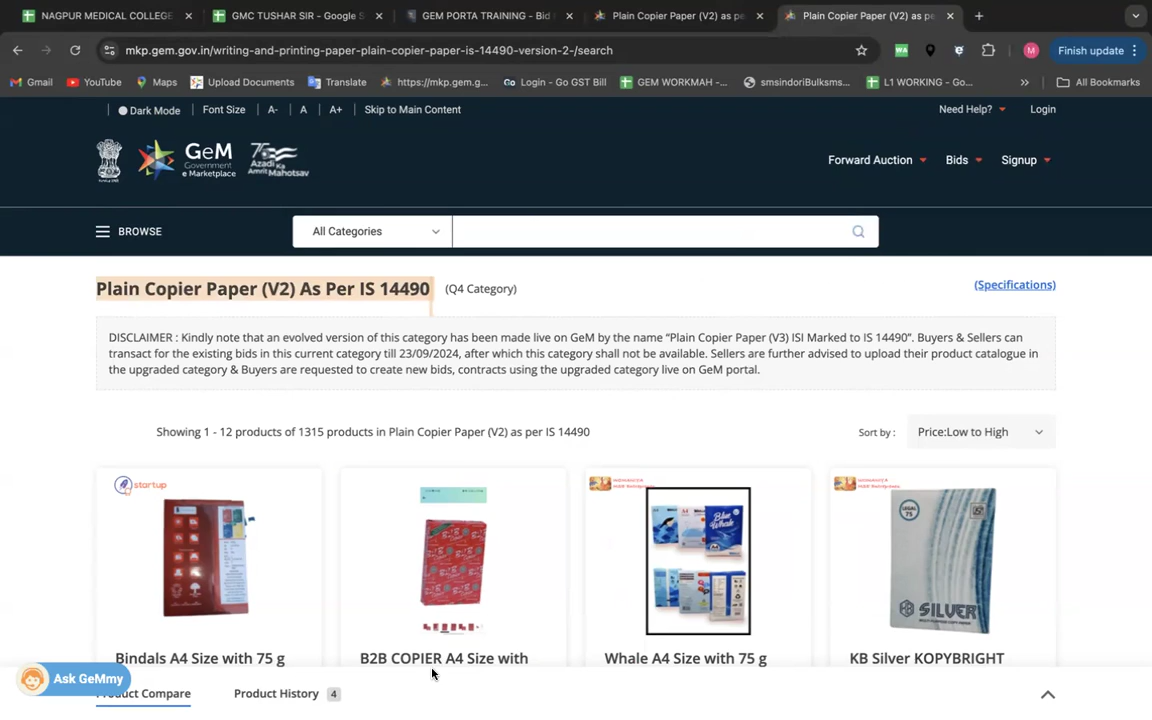 NAGPUR MEDICAL COLLEGE
GMC TUSHAR SIR - Google S
GEM PORTA TRAINING - Bid
Plain Copier Paper (V2) as pe
Plain Copier Paper (V2) as pe
mkp.gem.gov.in/writing-and-printing-paper-plain-copier-paper-is-14490-version-2-/search
M
Finish update
Gmail
YouTube
Maps
Upload Documents
Translate
https://mkp.gem.g...
Go Login - Go GST Bill
GEM WORKMAH -...
smsindoriBulksms...
L1 WORKING - Go...
All Bookmarks
Dark Mode
Font Size
A-
A
A+
Skip to Main Content
Need Help?
Login
GeM
Government
e Marketplace
75
Azadi Ka
Amrit Mahotsav
Forward Auction
Bids
Signup
BROWSE
All Categories
Plain Copier Paper (V2) As Per IS 14490
(Q4 Category)
(Specifications)
DISCLAIMER : Kindly note that an evolved version of this category has been made live on GeM by the name “Plain Copier Paper (V3) ISI Marked to IS 14490”. Buyers & Sellers can
transact for the existing bids in this current category till 23/09/2024, after which this category shall not be available. Sellers are further advised to upload their product catalogue in
the upgraded category & Buyers are requested to create new bids, contracts using the upgraded category live on GeM portal.
Showing 1 - 12 products of 1315 products in Plain Copier Paper (V2) as per IS 14490
Sort by :
Price:Low to High
startup
Blue
Whale
LEGAL
75
SILVER
Bindals A4 Size with 75 g
B2B COPIER A4 Size with
Whale A4 Size with 75 g
KB Silver KOPYBRIGHT
Ask GeMmy
Product Compare
Product History
4